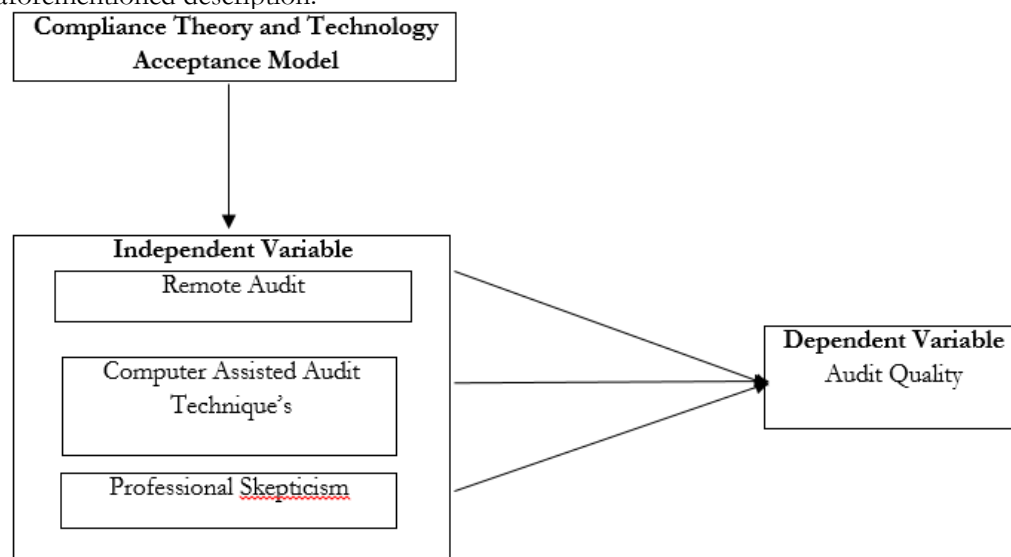 aforementioned description.
Compliance Theory and Technology
Acceptance Model
Independent Variable
Remote Audit
Computer Assisted Audit
Technique's
Professional Skepticism
Dependent Variable
Audit Quality